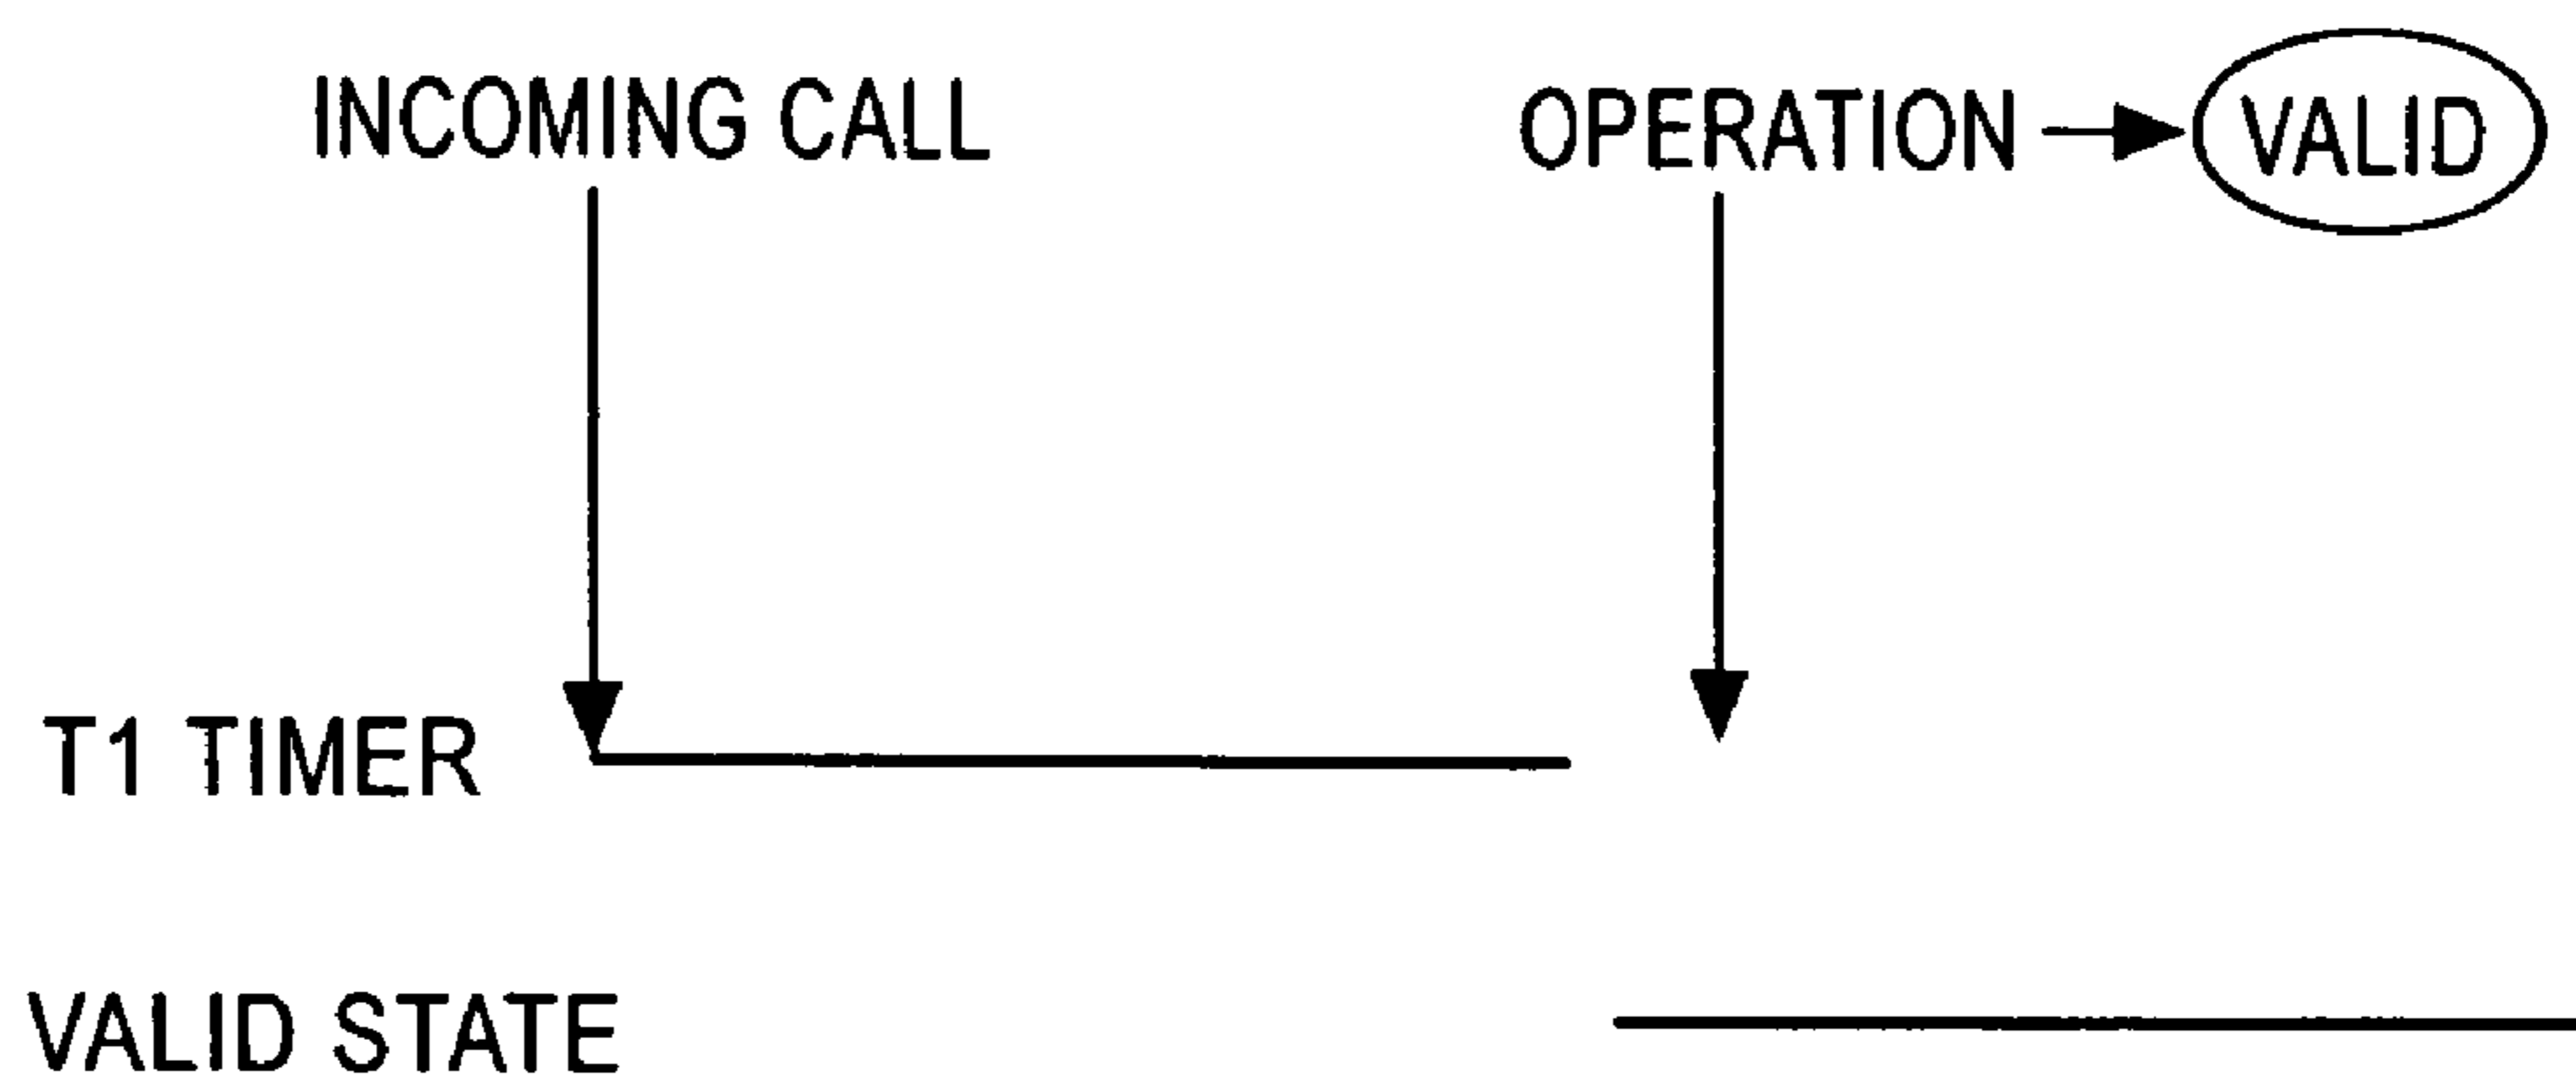 INCOMING CALL
OPERATION
VALID
T1 TIMER
VALID STATE